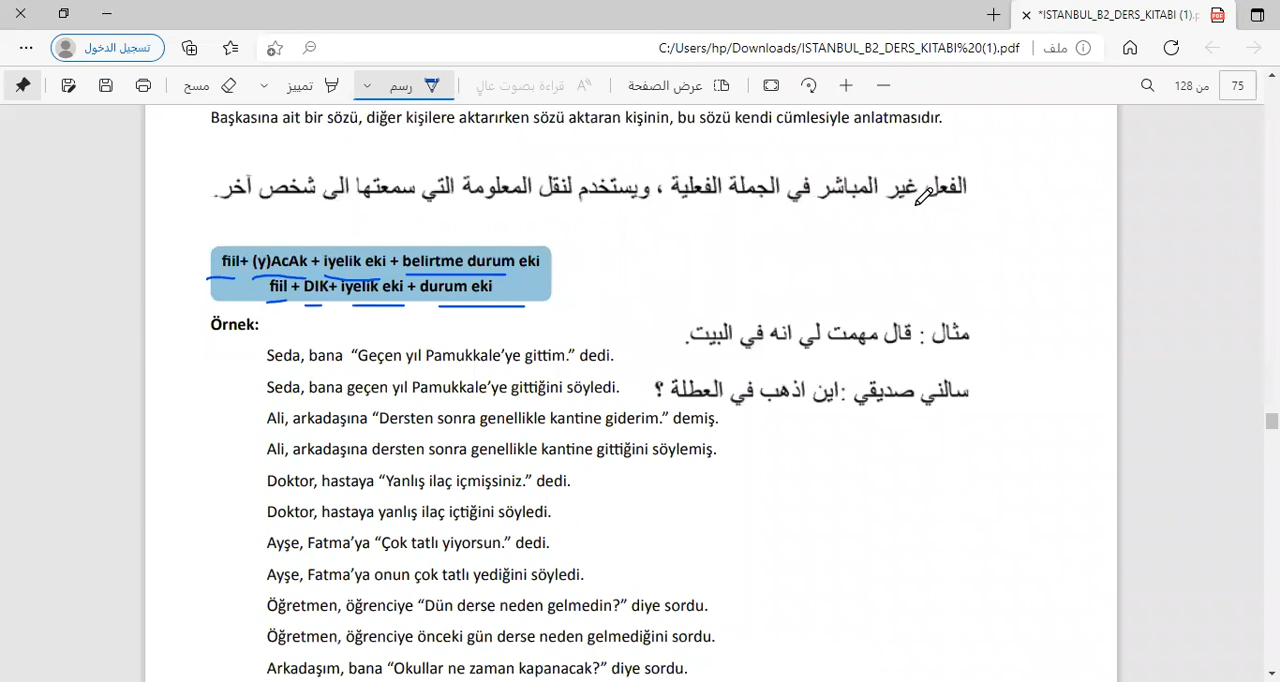 *ISTANBUL_B2_DERS_KITABI (1).p
تسجيل الدخول
C:/Users/hp/Downloads/ISTANBUL_B2_DERS_KITABI%20(1).pdf
ملف
مسح
تمييز
رسم
قراءة بصوت عالٍ
عرض الصفحة
من 128
75
Başkasına ait bir sözü, diğer kişilere aktarırken sözü aktaran kişinin, bu sözü kendi cümlesiyle anlatmasıdır.
الفعل غير المباشر في الجملة الفعلية ، ويستخدم لنقل المعلومة التي سمعتها الى شخص آخر.
fiil+ (y)AcAk + iyelik eki + belirtme durum eki
fiil + DIK+ iyelik eki + durum eki
Örnek:
مثال : قال مهمت لي انه في البيت.
Seda, bana "Geçen yıl Pamukkale'ye gittim." dedi.
Seda, bana geçen yıl Pamukkale'ye gittiğini söyledi.
سالني صديقي :اين اذهب في العطلة ؟
Ali, arkadaşına "Dersten sonra genellikle kantine giderim." demiş.
Ali, arkadaşına dersten sonra genellikle kantine gittiğini söylemiş.
Doktor, hastaya "Yanlış ilaç içmişsiniz." dedi.
Doktor, hastaya yanlış ilaç içtiğini söyledi.
Ayşe, Fatma'ya "Çok tatlı yiyorsun." dedi.
Ayşe, Fatma'ya onun çok tatlı yediğini söyledi.
Öğretmen, öğrenciye "Dün derse neden gelmedin?" diye sordu.
Öğretmen, öğrenciye önceki gün derse neden gelmediğini sordu.
Arkadaşım, bana "Okullar ne zaman kapanacak?" diye sordu.